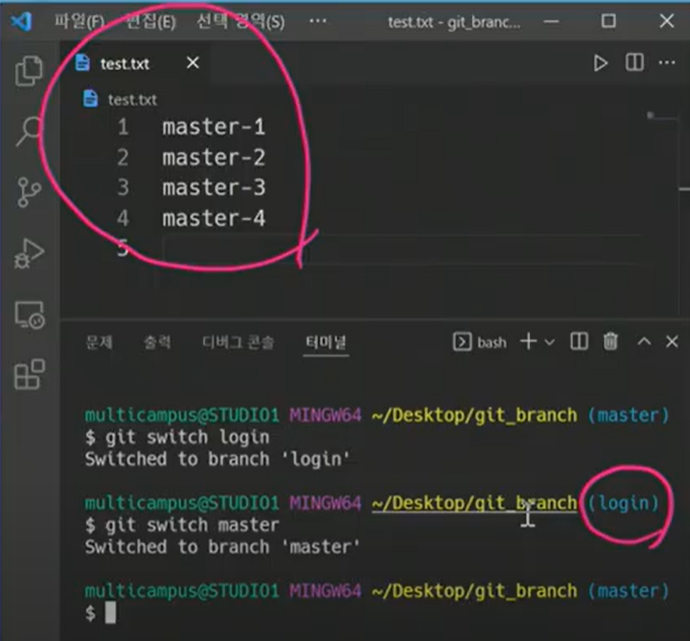 파일(F) 편집(E) 선택 영역(S) ··· test.txt - git_branc...
test.txt
test.txt
1 master-1
2 master-2
3 master-3
4 master-4
5
문제 출력 디버그 콘솔 터미널 bash
multicampus@STUDIO1 MINGW64 ~/Desktop/git_branch (master)
$ git switch login
Switched to branch 'login'
multicampus@STUDIO1 MINGW64 ~/Desktop/git_branch (login)
$ git switch master
Switched to branch 'master'
multicampus@STUDIO1 MINGW64 ~/Desktop/git_branch (master)
$